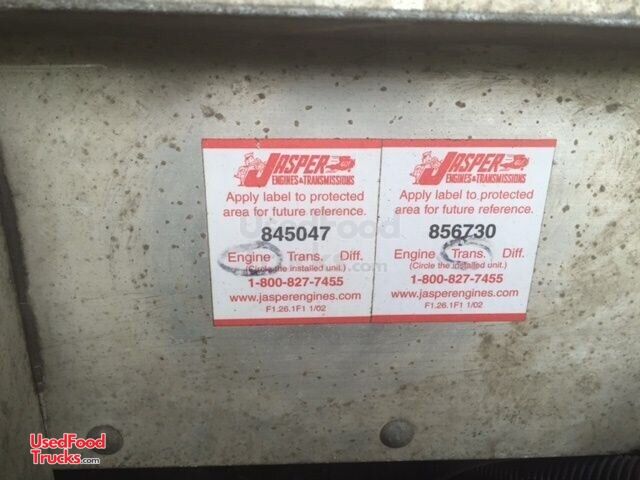 JASPER
ENGINES & TRANSMISSIONS
Apply label to protected
area for future reference.
845047
Engine Trans. Diff.
(Circle the installed unit.)
1-800-827-7455
www.jasperengines.com
F1.26.1F1 1/02
JASPER
ENGINES & TRANSMISSIONS
Apply label to protected
area for future reference.
856730
Engine Trans. Diff.
(Circle the installed unit.)
1-800-827-7455
www.jasperengines.com
F1.26.1F1 1/02
UsedFood
Trucks.com
UsedFood
Trucks.com